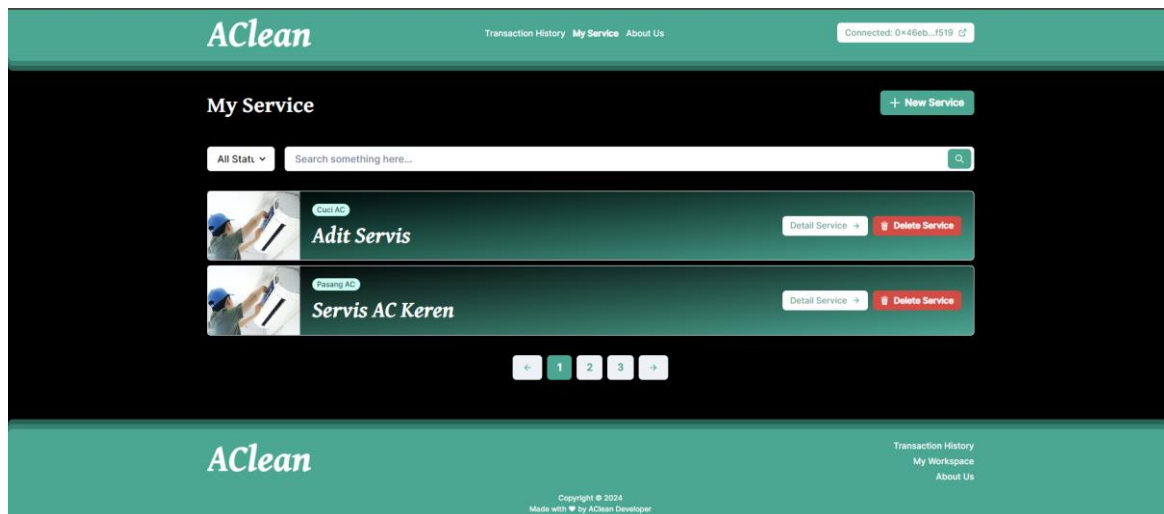 AClean
Transaction History My Service About Us
Connected: 0×46eb...f519
My Service
+ New Service
All Statu
Search something here...
Cuci AC
Adit Servis
Detail Service →
Delete Service
Pasang AC
Servis AC Keren
Detail Service →
Delete Service
← 1 2 3 →
AClean
Transaction History
My Workspace
About Us
Copyright © 2024
Made with ♥ by AClean Developer